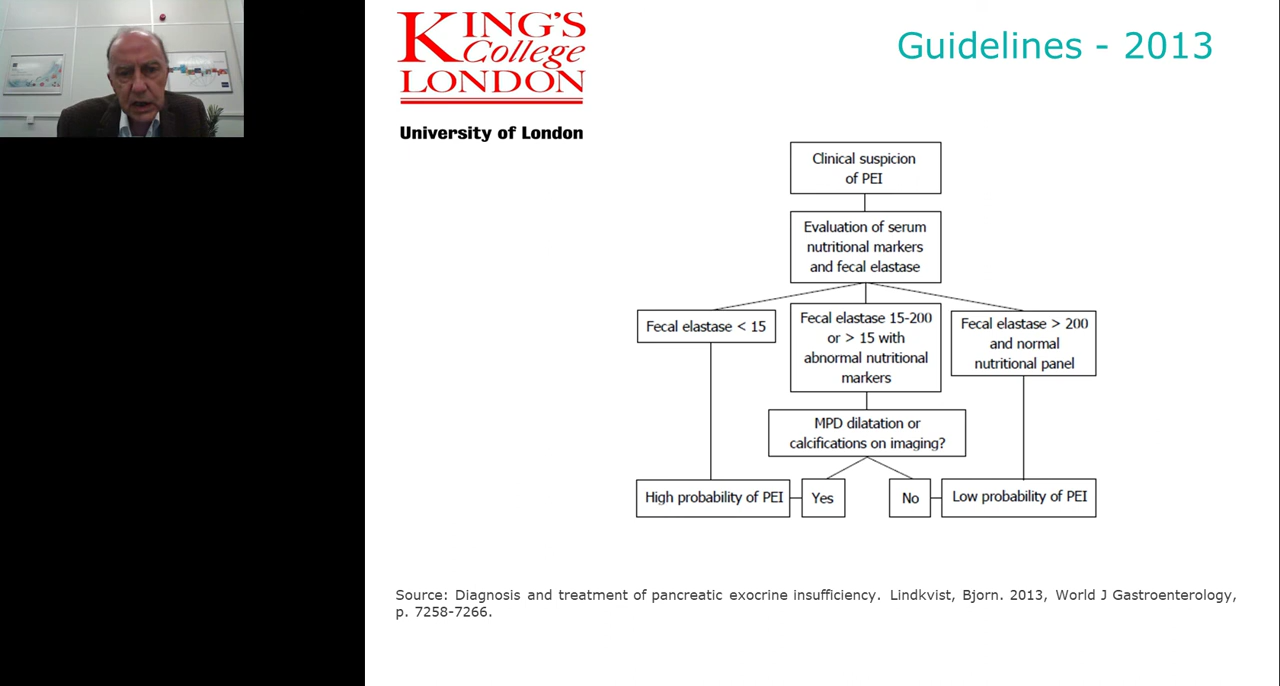 KING'S
College
LONDON
University of London
Guidelines - 2013
Clinical suspicion
of PEI
Evaluation of serum
nutritional markers
and fecal elastase
Fecal elastase < 15
Fecal elastase 15-200
or > 15 with
abnormal nutritional
markers
Fecal elastase > 200
and normal
nutritional panel
MPD dilatation or
calcifications on imaging?
High probability of PEI
Yes
No
Low probability of PEI
Source: Diagnosis and treatment of pancreatic exocrine insufficiency. Lindkvist, Bjorn. 2013, World J Gastroenterology,
p. 7258-7266.